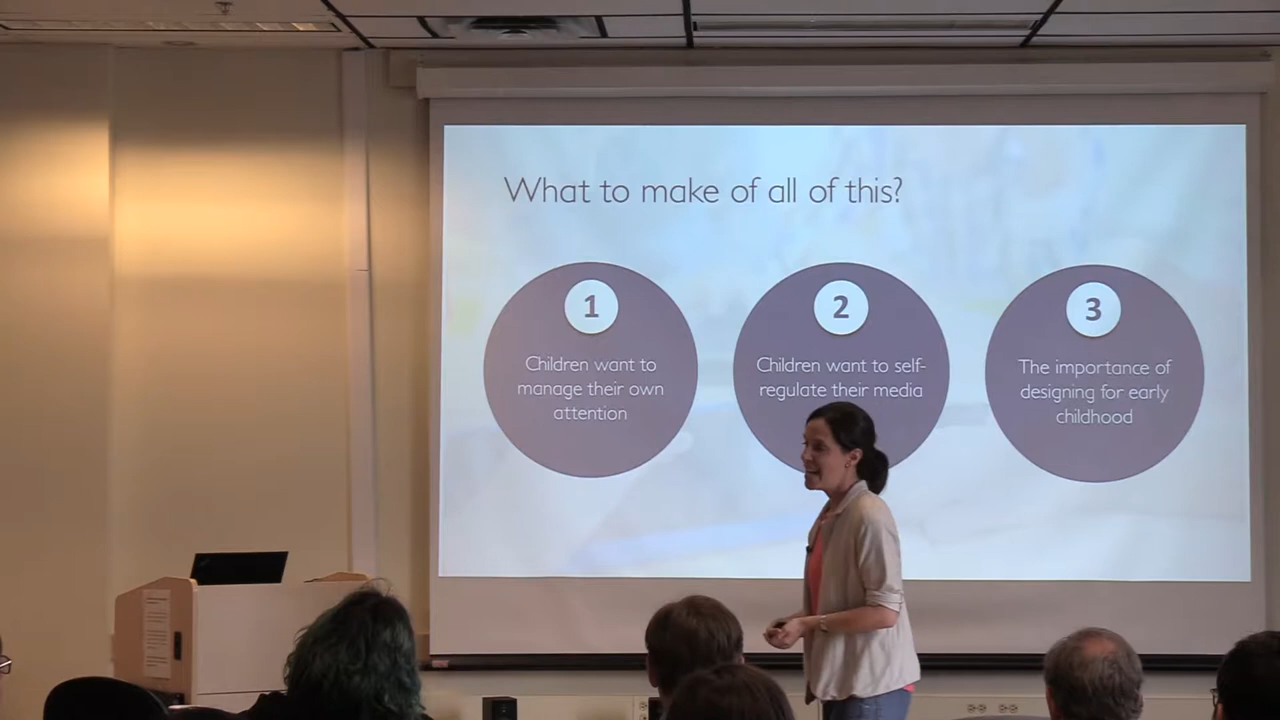 What to make of all of this?
1
Children want to
manage their own
attention
2
Children want to self-
regulate their media
3
The importance of
designing for early
childhood